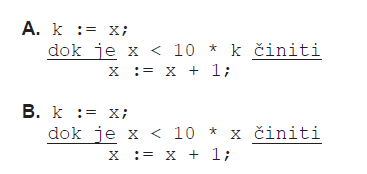 A. k := x;
dok je x < 10 * k činiti
x := x + 1;
B. k := x;
dok je x < 10 * x činiti
x := x + 1;